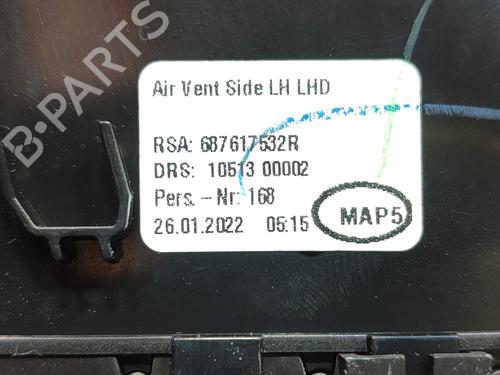 Air Vent Side LH LHD
RSA: 687617532R
DRS: 10513 00002
Pers. - Nr: 168
26.01.2022 05:15 MAP5
B-PARTS